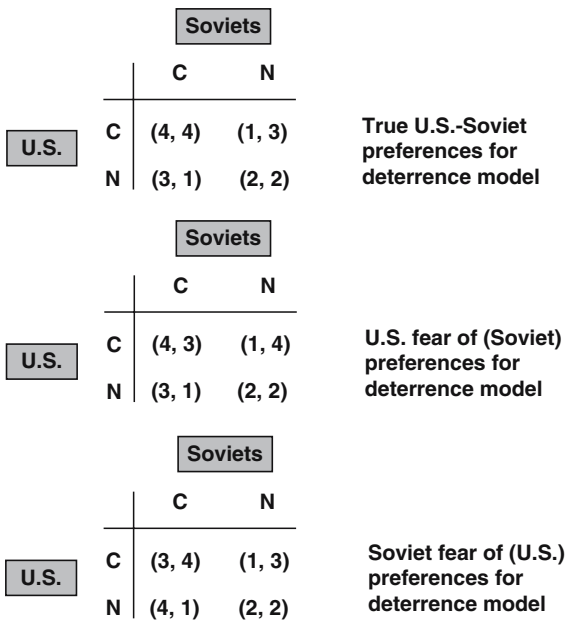 Soviets
C N
U.S.
C (4, 4) (1, 3)
N (3, 1) (2, 2)
True U.S.-Soviet
preferences for
deterrence model
Soviets
C N
U.S.
C (4, 3) (1, 4)
N (3, 1) (2, 2)
U.S. fear of (Soviet)
preferences for
deterrence model
Soviets
C N
U.S.
C (3, 4) (1, 3)
N (4, 1) (2, 2)
Soviet fear of (U.S.)
preferences for
deterrence model